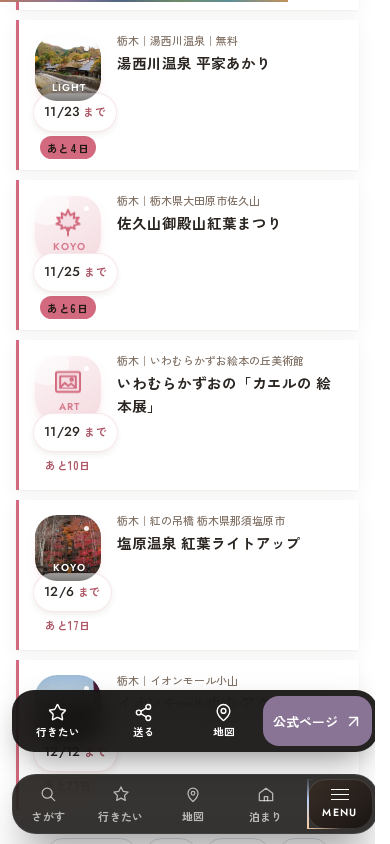 栃木｜湯西川温泉｜無料
湯西川温泉 平家あかり
LIGHT
11/23 まで
あと4日
栃木｜栃木県大田原市佐久山
佐久山御殿山紅葉まつり
KOYO
11/25 まで
あと6日
栃木｜いわむらかずお絵本の丘美術館
いわむらかずおの「カエルの 絵
本展」
ART
11/29 まで
あと10日
栃木｜紅の吊橋 栃木県那須塩原市
塩原温泉 紅葉ライトアップ
KOYO
12/6 まで
あと17日
栃木｜イオンモール小山
行きたい
送る
地図
公式ページ
12/12 まで
さがす
行きたい
地図
泊まり
MENU